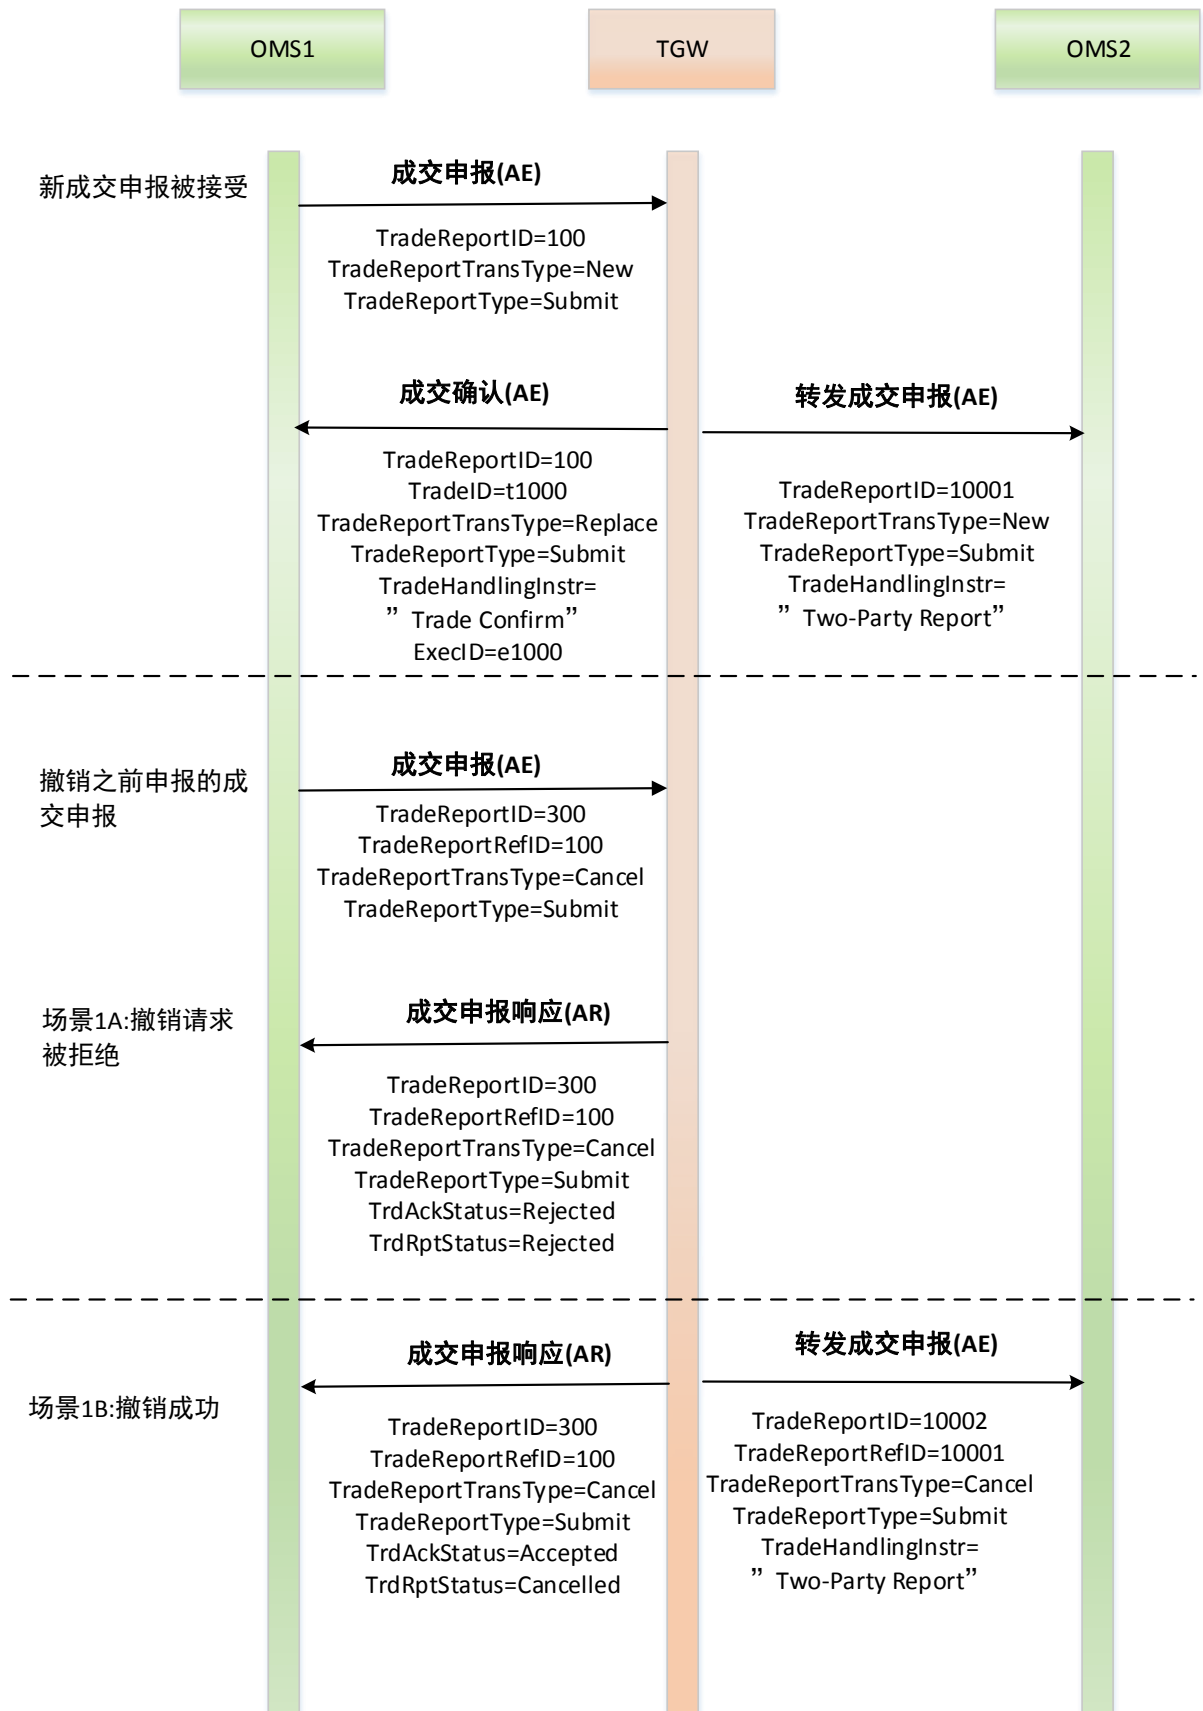 OMS1
TGW
OMS2
新成交申报被接受
成交申报(AE)
TradeReportID=100
TradeReportTransType=New
TradeReportType=Submit
成交确认(AE)
TradeReportID=100
TradeID=t1000
TradeReportTransType=Replace
TradeReportType=Submit
TradeHandlingInstr=
”Trade Confirm”
ExecID=e1000
转发成交申报(AE)
TradeReportID=10001
TradeReportTransType=New
TradeReportType=Submit
TradeHandlingInstr=
”Two-Party Report”
撤销之前申报的成
交申报
成交申报(AE)
TradeReportID=300
TradeReportRefID=100
TradeReportTransType=Cancel
TradeReportType=Submit
场景1A:撤销请求
被拒绝
成交申报响应(AR)
TradeReportID=300
TradeReportRefID=100
TradeReportTransType=Cancel
TradeReportType=Submit
TrdAckStatus=Rejected
TrdRptStatus=Rejected
场景1B:撤销成功
成交申报响应(AR)
TradeReportID=300
TradeReportRefID=100
TradeReportTransType=Cancel
TradeReportType=Submit
TrdAckStatus=Accepted
TrdRptStatus=Cancelled
转发成交申报(AE)
TradeReportID=10002
TradeReportRefID=10001
TradeReportTransType=Cancel
TradeReportType=Submit
TradeHandlingInstr=
”Two-Party Report”